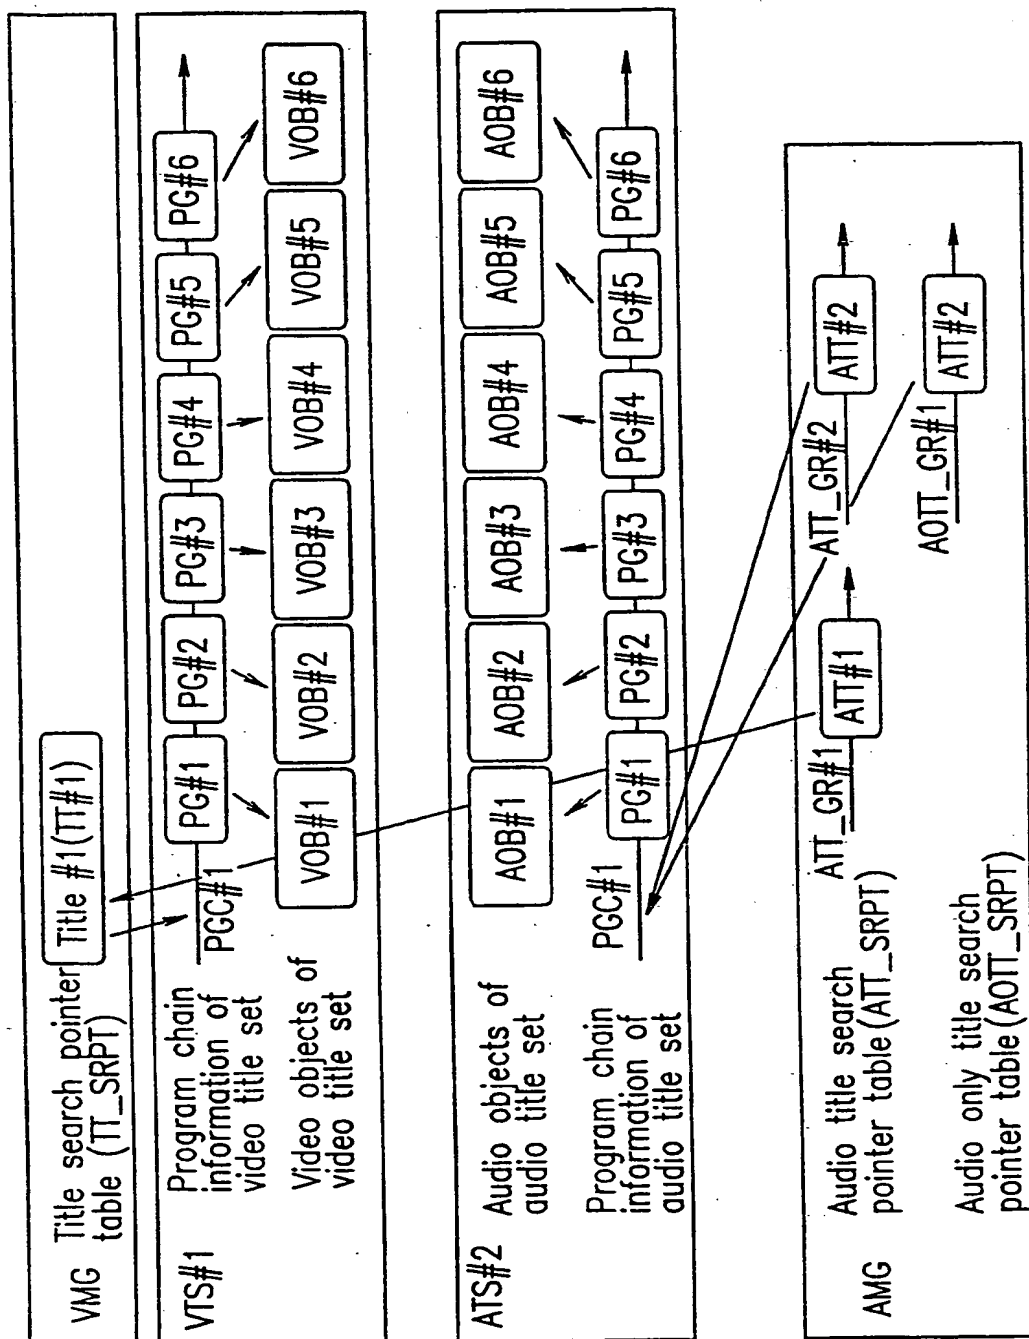 VMG
Title search pointer
table (TT_SRPT)
Title #1(TT#1)
VTS#1
Program chain
information of
video title set
PGC#1
PG#1
PG#2
PG#3
PG#4
PG#5
PG#6
Video objects of
video title set
VOB#1
VOB#2
VOB#3
VOB#4
VOB#5
VOB#6
ATS#2
Audio objects of
audio title set
AOB#1
AOB#2
AOB#3
AOB#4
AOB#5
AOB#6
Program chain
information of
audio title set
PGC#1
PG#1
PG#2
PG#3
PG#4
PG#5
PG#6
AMG
Audio title search
pointer table(ATT_SRPT)
ATT_GR#1
ATT#1
ATT_GR#2
ATT#2
Audio only title search
pointer table(AOTT_SRPT)
AOTT_GR#1
ATT#2